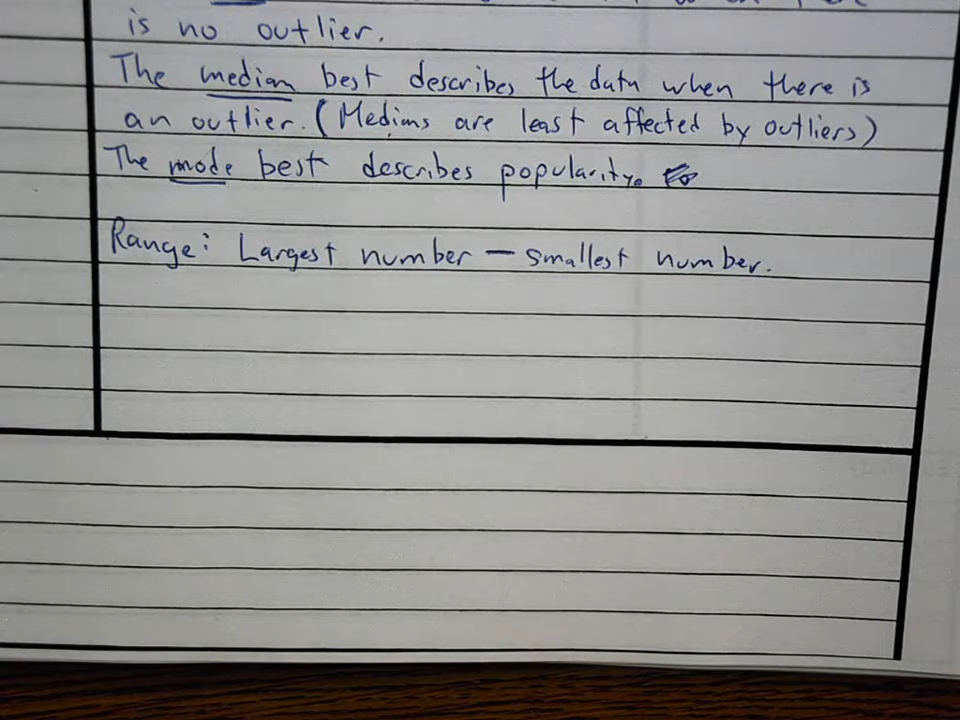 is no outlier.
The median best describes the data when there is
an outlier. (Medians are least affected by outliers)
The mode best describes popularity.
Range: Largest number - smallest number.